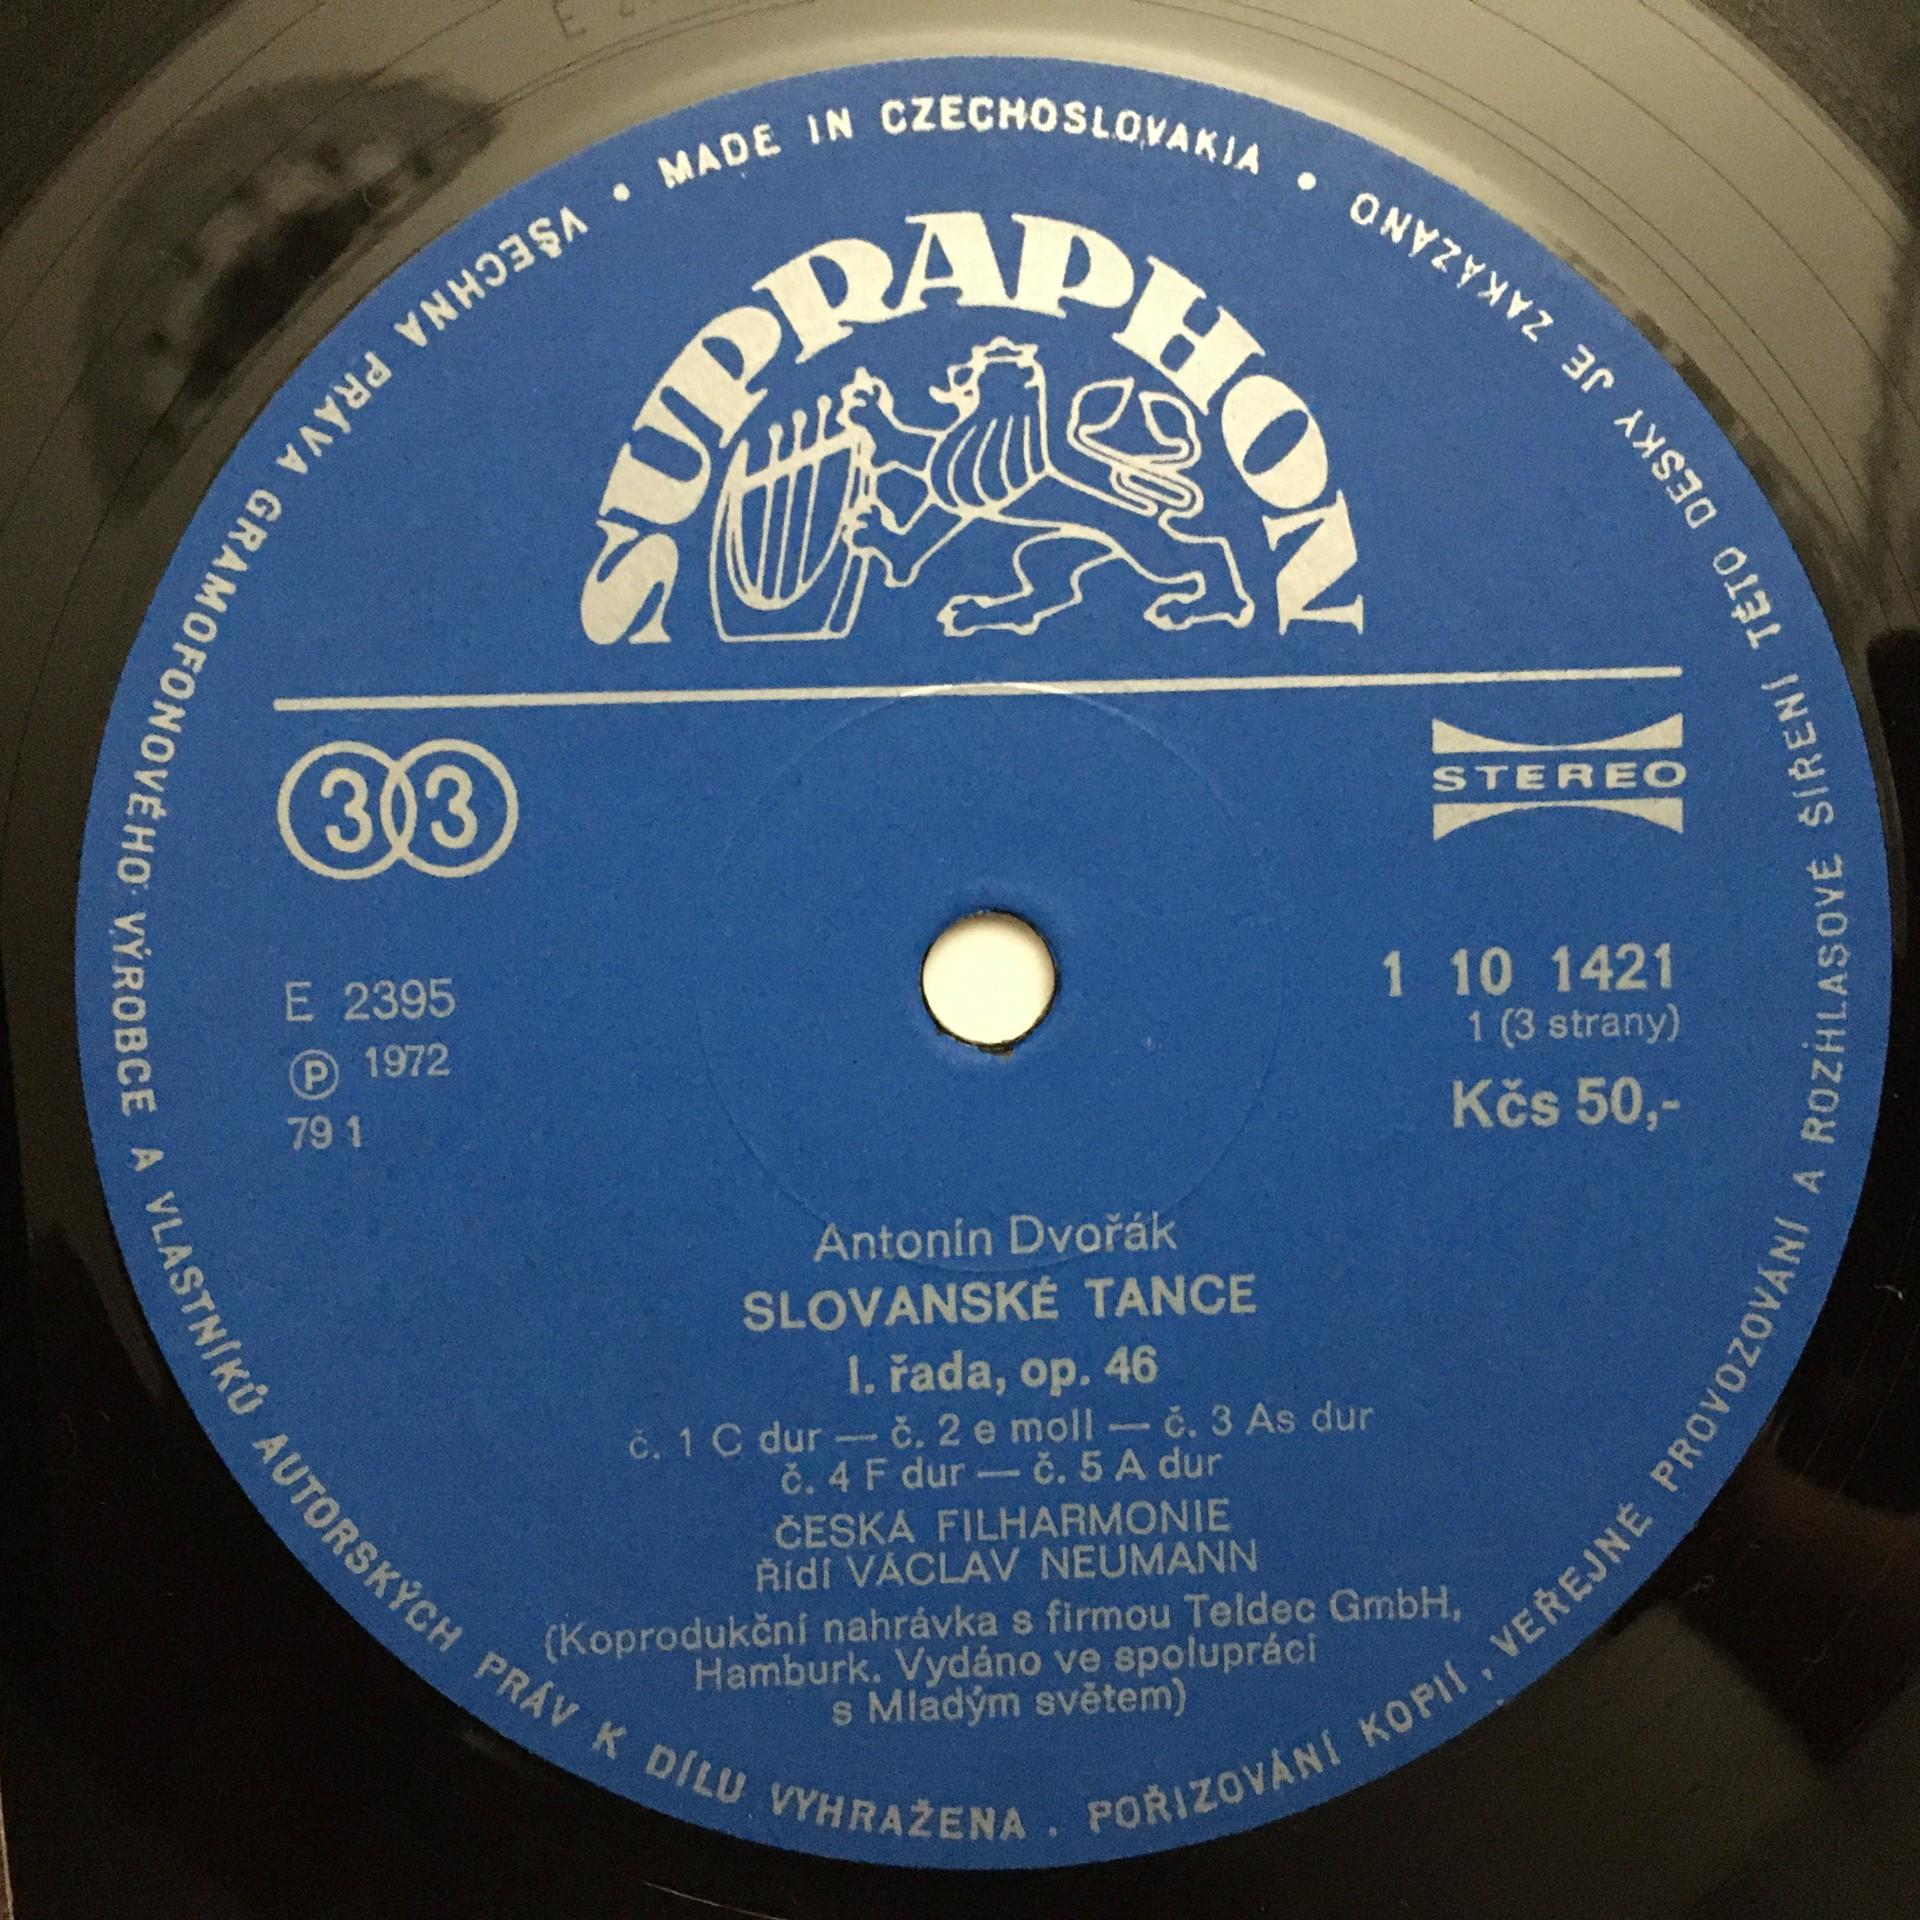 VŠECHNA PRÁVA GRAMOFONOVÉHO VÝROBCE A VLASTNÍKŮ AUTORSKÝCH PRÁV K DÍLU VYHRAŽENA . POŘIZOVÁNÍ KOPIÍ , VEŘEJNÉ PROVOZOVÁNÍ A ROZHLASOVÉ ŠÍŘENÍ TÉTO DESKY JE ZAKÁZÁNO
• MADE IN CZECHOSLOVAKIA •
SUPRAPHON
33
STEREO
E 2395
Ⓟ 1972
79 1
1 10 1421
1 (3 strany)
Kčs 50,-
Antonín Dvořák
SLOVANSKÉ TANCE
I. řada, op. 46
č. 1 C dur — č. 2 e moll — č. 3 As dur
č. 4 F dur — č. 5 A dur
ČESKÁ FILHARMONIE
Řídí VÁCLAV NEUMANN
(Koprodukční nahrávka s firmou Teldec GmbH,
Hamburk. Vydáno ve spolupráci
s Mladým světem)